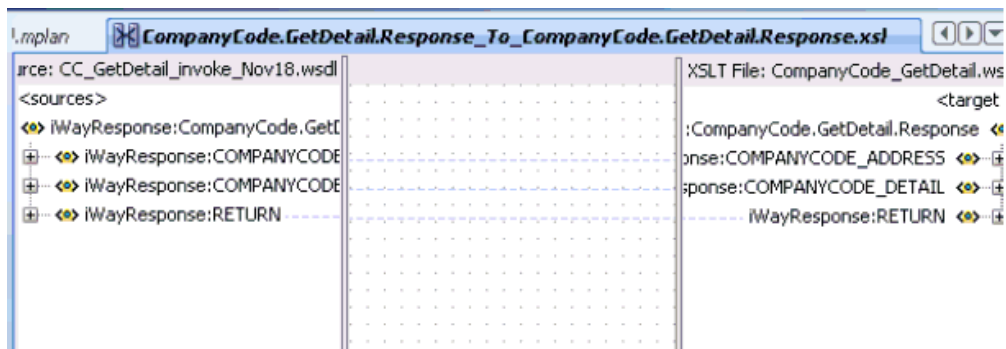 !.mplan CompanyCode.GetDetail.Response_To_CompanyCode.GetDetail.Response.xsl
urce: CC_GetDetail_invoke_Nov18.wsdl XSLT File: CompanyCode_GetDetail.ws
<sources> <target
iWayResponse:CompanyCode.GetD :CompanyCode.GetDetail.Response
iWayResponse:COMPANYCODE onse:COMPANYCODE_ADDRESS
iWayResponse:COMPANYCODE sponse:COMPANYCODE_DETAIL
iWayResponse:RETURN iWayResponse:RETURN